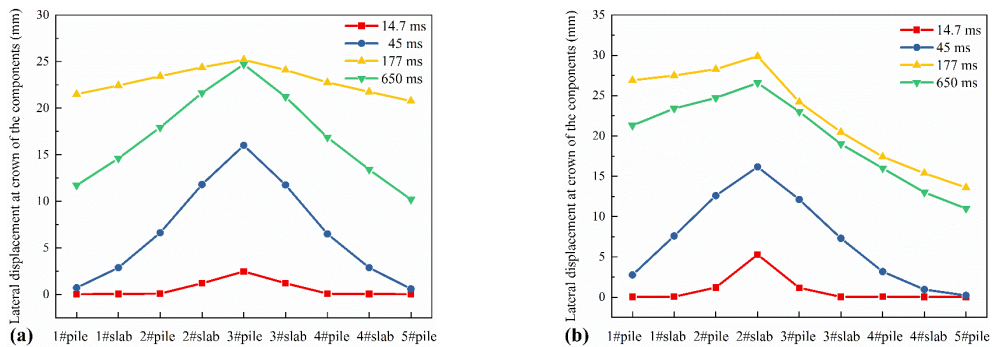 Lateral displacement at crown of the components (mm)
30
25
20
15
10
5
0
14.7 ms
45 ms
177 ms
650 ms
1#pile 1#slab 2#pile 2#slab 3#pile 3#slab 4#pile 4#slab 5#pile
(a)
Lateral displacement at crown of the components (mm)
35
30
25
20
15
10
5
0
14.7 ms
45 ms
177 ms
650 ms
1#pile 1#slab 2#pile 2#slab 3#pile 3#slab 4#pile 4#slab 5#pile
(b)